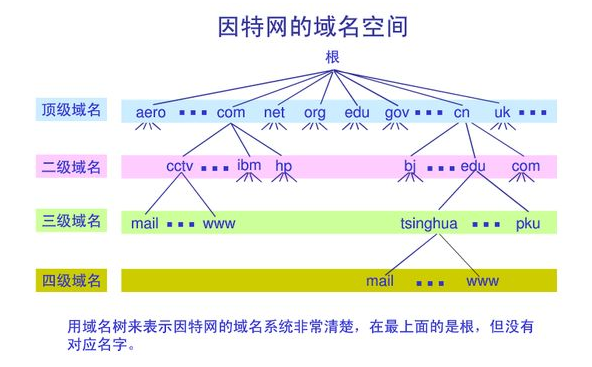 因特网的域名空间
根
顶级域名 aero ··· com net org edu gov ··· cn uk ···
二级域名 cctv ··· ibm hp bj ··· edu com
三级域名 mail ··· www tsinghua ··· pku
四级域名 mail ··· www
用域名树来表示因特网的域名系统非常清楚，在最上面的是根，但没有
对应名字。